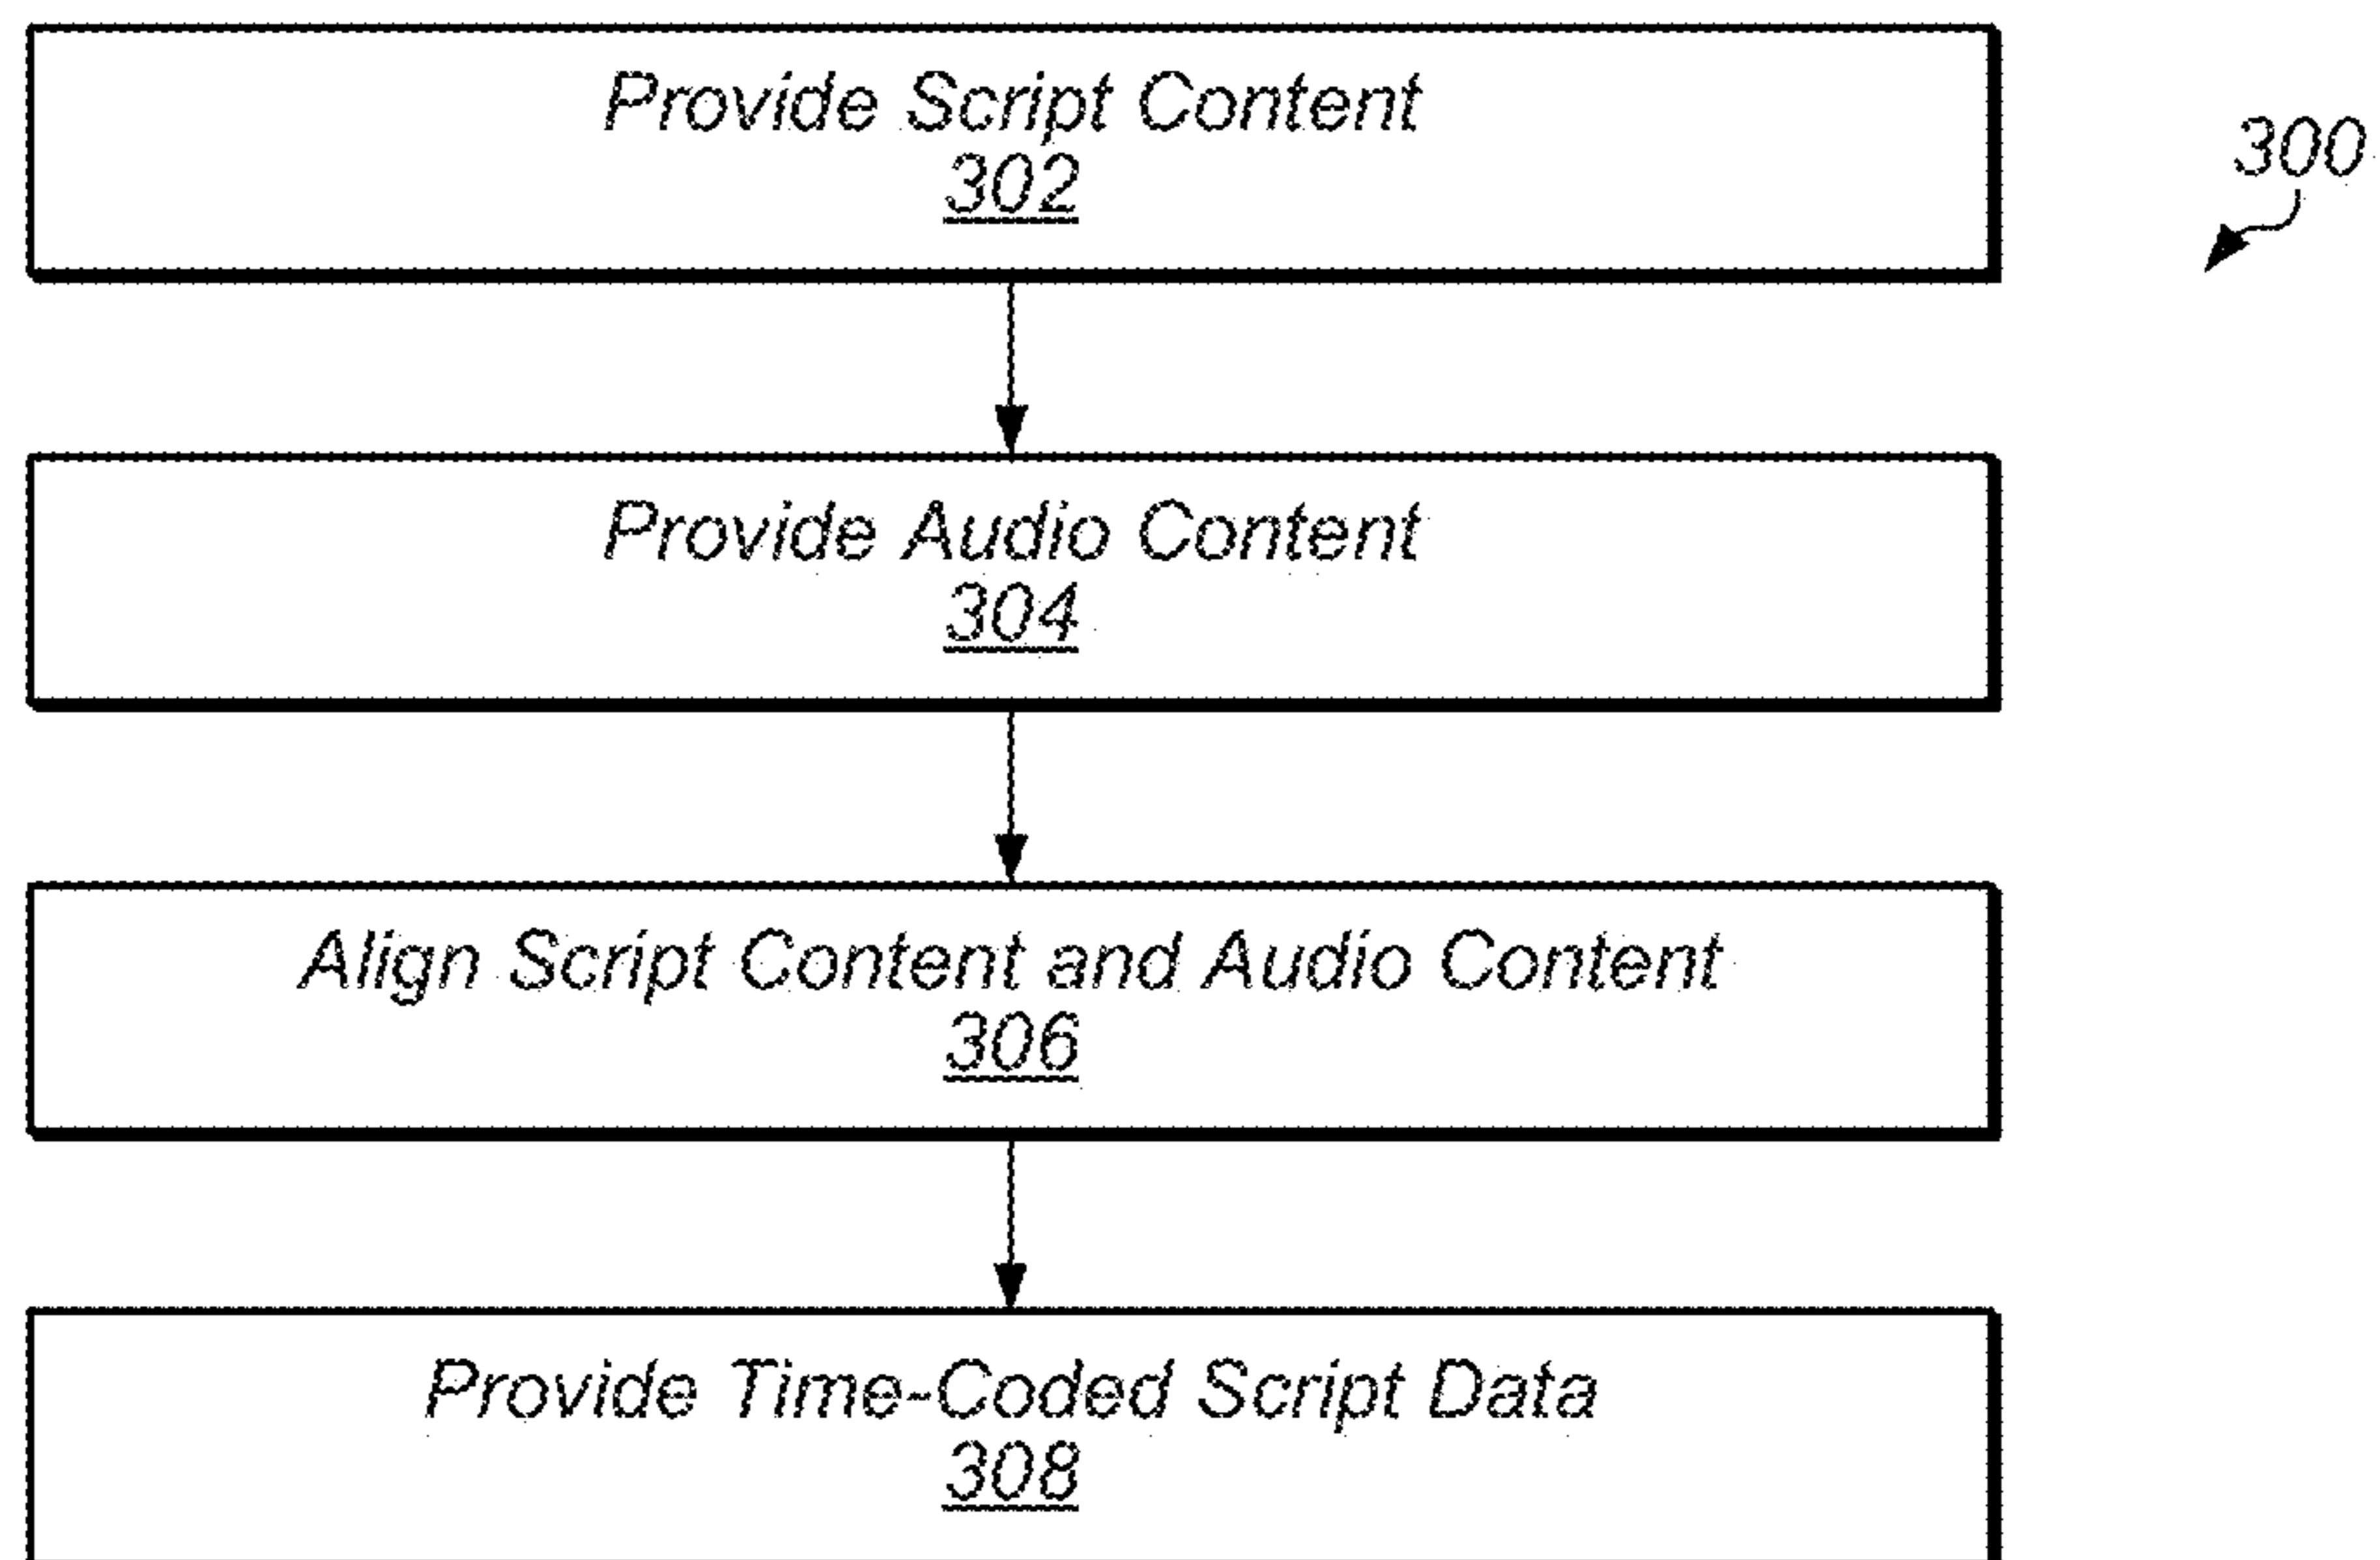 Provide Script Content
302
300
Provide Audio Content
304
Align Script Content and Audio Content
306
Provide Time-Coded Script Data
308